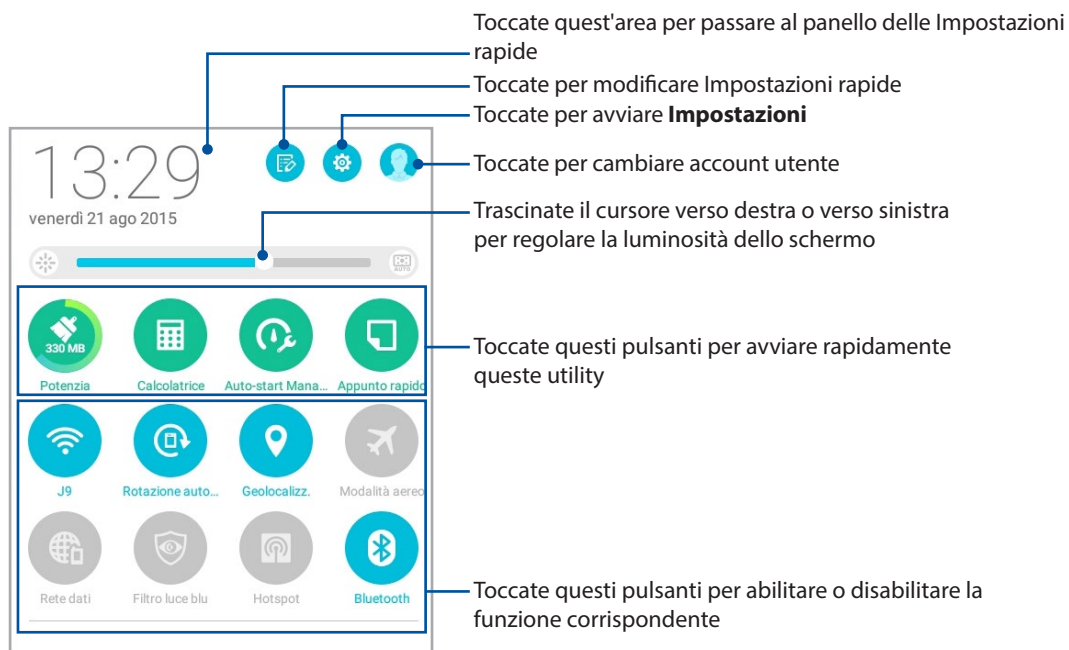 Toccate quest'area per passare al panello delle Impostazioni
rapide
Toccate per modificare Impostazioni rapide
Toccate per avviare Impostazioni
Toccate per cambiare account utente
Trascinate il cursore verso destra o verso sinistra
per regolare la luminosità dello schermo
13:29
venerdì 21 ago 2015
AUTO
330 MB
Potenzia
Calcolatrice
Auto-start Mana...
Appunto rapido
Toccate questi pulsanti per avviare rapidamente
queste utility
J9
Rotazione auto...
Geolocalizz.
Modalità aereo
Rete dati
Filtro luce blu
Hotspot
Bluetooth
Toccate questi pulsanti per abilitare o disabilitare la
funzione corrispondente